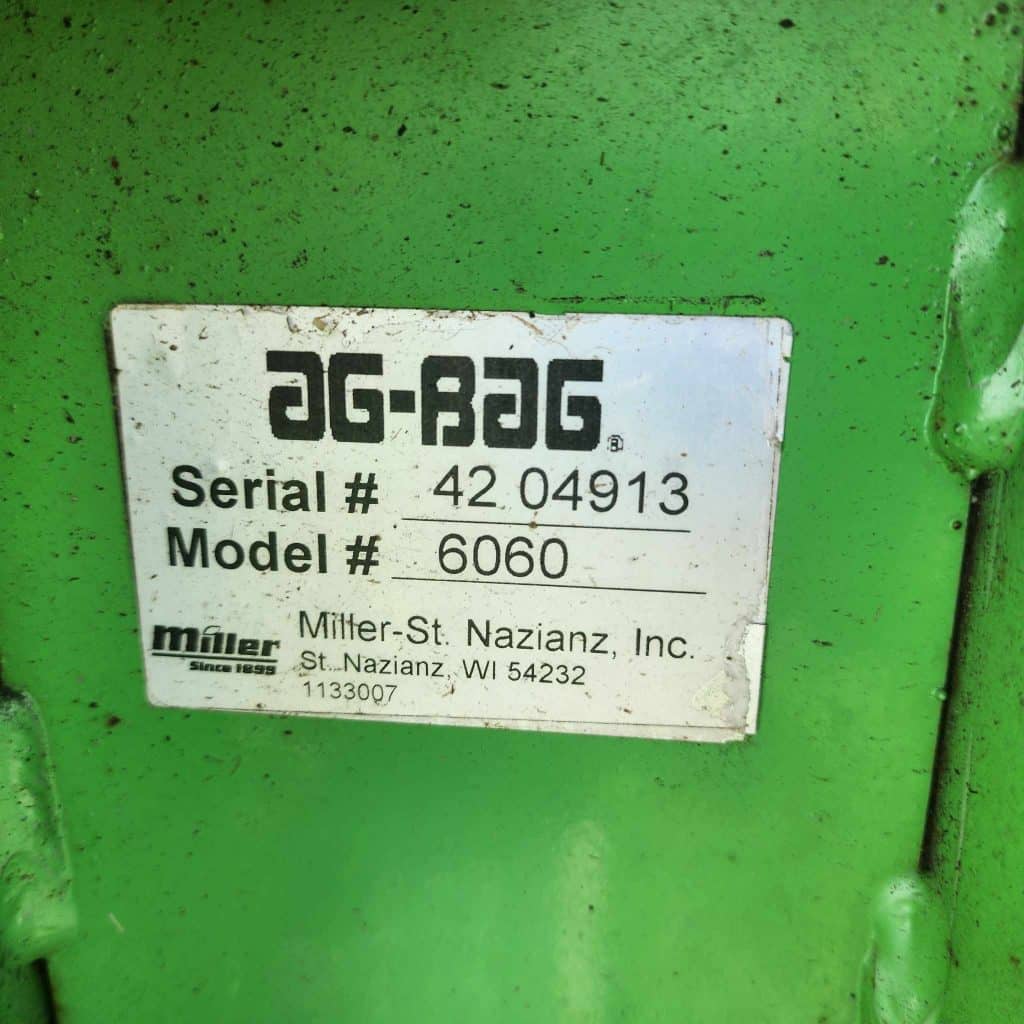 AG-BAG®
Serial # 42 04913
Model # 6060
Miller Since 1899
Miller-St. Nazianz, Inc.
St. Nazianz, WI 54232
1133007